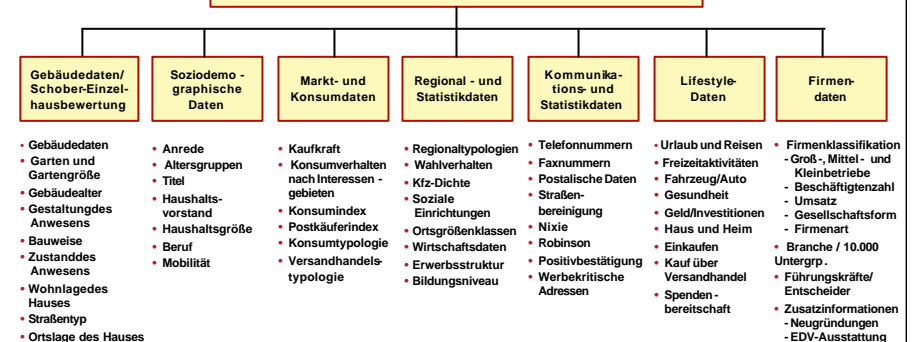 Gebäudedaten/
Schober-Einzel-
hausbewertung
Soziodemo -
graphische
Daten
Markt- und
Konsumdaten
Regional - und
Statistikdaten
Kommunika-
tions- und
Statistikdaten
Lifestyle-
Daten
Firmen-
daten
• Gebäudedaten
• Garten und
Gartengröße
• Gebäudealter
• Gestaltungdes
Anwesens
• Bauweise
• Zustanddes
Anwesens
• Wohnlagedes
Hauses
• Straßentyp
• Ortslage des Hauses
• Anrede
• Altersgruppen
• Titel
• Haushalts-
vorstand
• Haushaltsgröße
• Beruf
• Mobilität
• Kaufkraft
• Konsumverhalten
nach Interessen -
gebieten
• Konsumindex
• Postkäuferindex
• Konsumtypologie
• Versandhandels-
typologie
• Regionaltypologien
• Wahlverhalten
• Kfz-Dichte
• Soziale
Einrichtungen
• Ortsgrößenklassen
• Wirtschaftsdaten
• Erwerbsstruktur
• Bildungsniveau
• Telefonnummern
• Faxnummern
• Postalische Daten
• Straßen-
bereinigung
• Nixie
• Robinson
• Positivbestätigung
• Werbekritische
Adressen
• Urlaub und Reisen
• Freizeitaktivitäten
• Fahrzeug/Auto
• Gesundheit
• Geld/Investitionen
• Haus und Heim
• Einkaufen
• Kauf über
Versandhandel
• Spenden -
bereitschaft
• Firmenklassifikation
- Groß-, Mittel - und
Kleinbetriebe
- Beschäftigtenzahl
- Umsatz
- Gesellschaftsform
- Firmenart
• Branche / 10.000
Untergrp .
• Führungskräfte/
Entscheider
• Zusatzinformationen
- Neugründungen
- EDV-Ausstattung